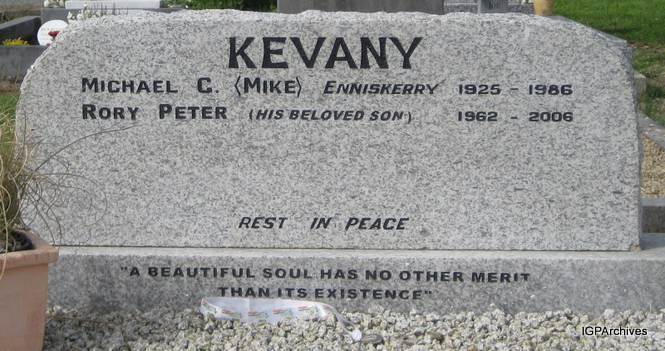 KEVANY
MICHAEL C. (MIKE) ENNISKERRY 1925 - 1986
RORY PETER (HIS BELOVED SON) 1962 - 2006
REST IN PEACE
"A BEAUTIFUL SOUL HAS NO OTHER MERIT
THAN ITS EXISTENCE"
IGPArchives